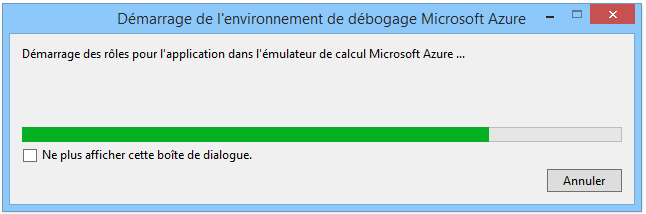 Démarrage de l'environnement de débogage Microsoft Azure
Démarrage des rôles pour l'application dans l'émulateur de calcul Microsoft Azure ...
Ne plus afficher cette boîte de dialogue.
Annuler